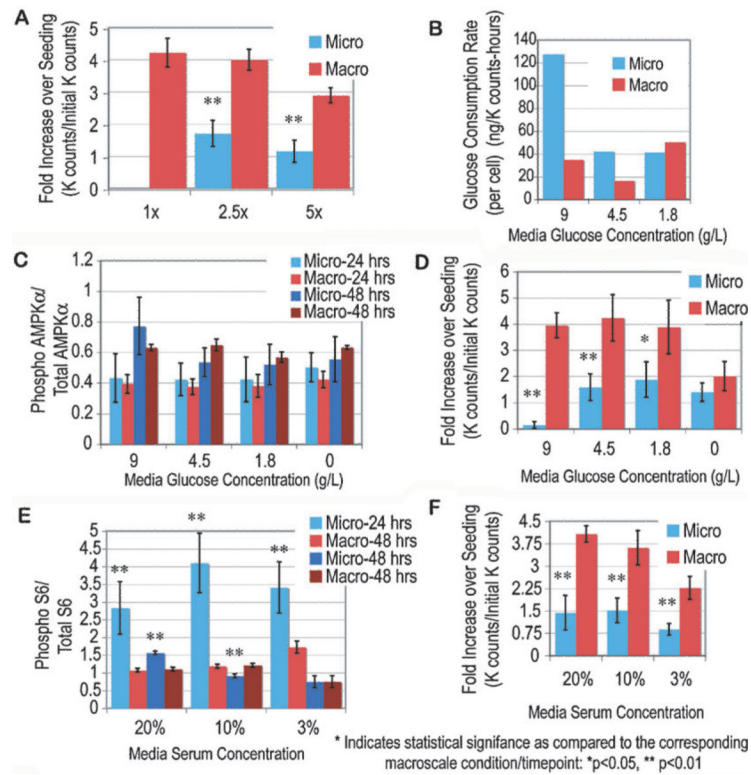 A
Fold Increase over Seeding
(K counts/Initial K counts)
5
4
3
2
1
0
Micro
Macro
**
**
1x 2.5x 5x
B
Glucose Consumption Rate
(per cell) (ng/K counts-hours)
140
120
100
80
60
40
20
0
Micro
Macro
9 4.5 1.8
Media Glucose Concentration (g/L)
C
Phospho AMPKα/
Total AMPKα
1.2
1
0.8
0.6
0.4
0.2
0
Micro-24 hrs
Macro-24 hrs
Micro-48 hrs
Macro-48 hrs
9 4.5 1.8 0
Media Glucose Concentration (g/L)
D
Fold Increase over Seeding
(K counts/Initial K counts)
6
5
4
3
2
1
0
Micro
Macro
**
**
*
9 4.5 1.8 0
Media Glucose Concentration
(g/L)
E
Phospho S6/
Total S6
5
4.5
4
3.5
3
2.5
2
1.5
1
0.5
0
Micro-24 hrs
Macro-48 hrs
Micro-48 hrs
Macro-48 hrs
**
**
**
**
**
20% 10% 3%
Media Serum Concentration
F
Fold Increase over Seeding
(K counts/Initial K counts)
4.5
3.75
3
2.25
1.5
0.75
0
Micro
Macro
**
**
**
20% 10% 3%
Media Serum Concentration
* Indicates statistical signifance as compared to the corresponding
macroscale condition/timepoint: *p<0.05, ** p<0.01